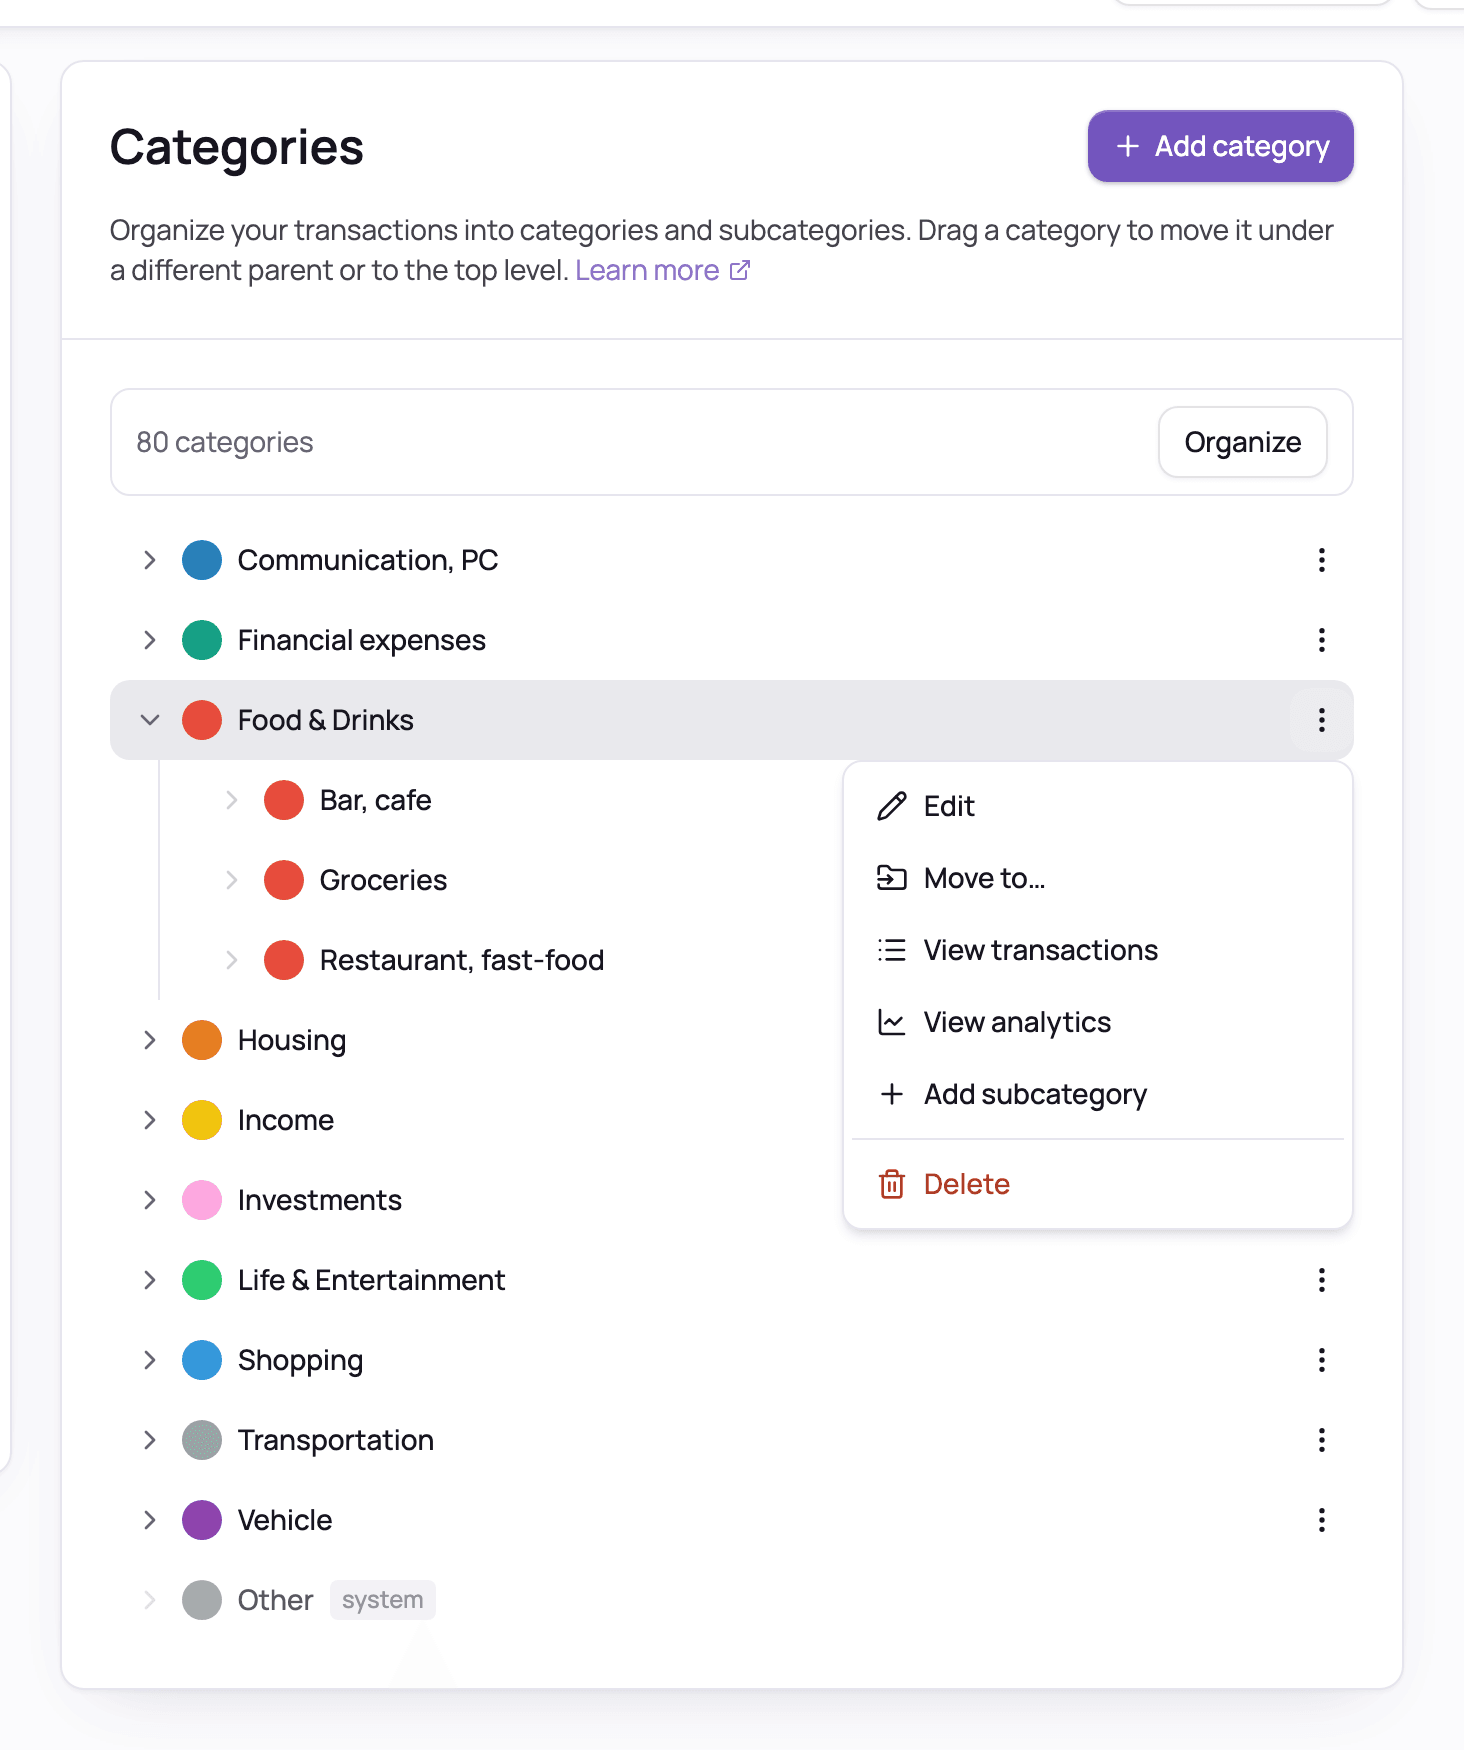 Categories
+ Add category
Organize your transactions into categories and subcategories. Drag a category to move it under
a different parent or to the top level. Learn more
80 categories
Organize
Communication, PC
Financial expenses
Food & Drinks
Bar, cafe
Groceries
Restaurant, fast-food
Edit
Move to...
View transactions
View analytics
+ Add subcategory
Delete
Housing
Income
Investments
Life & Entertainment
Shopping
Transportation
Vehicle
Other system